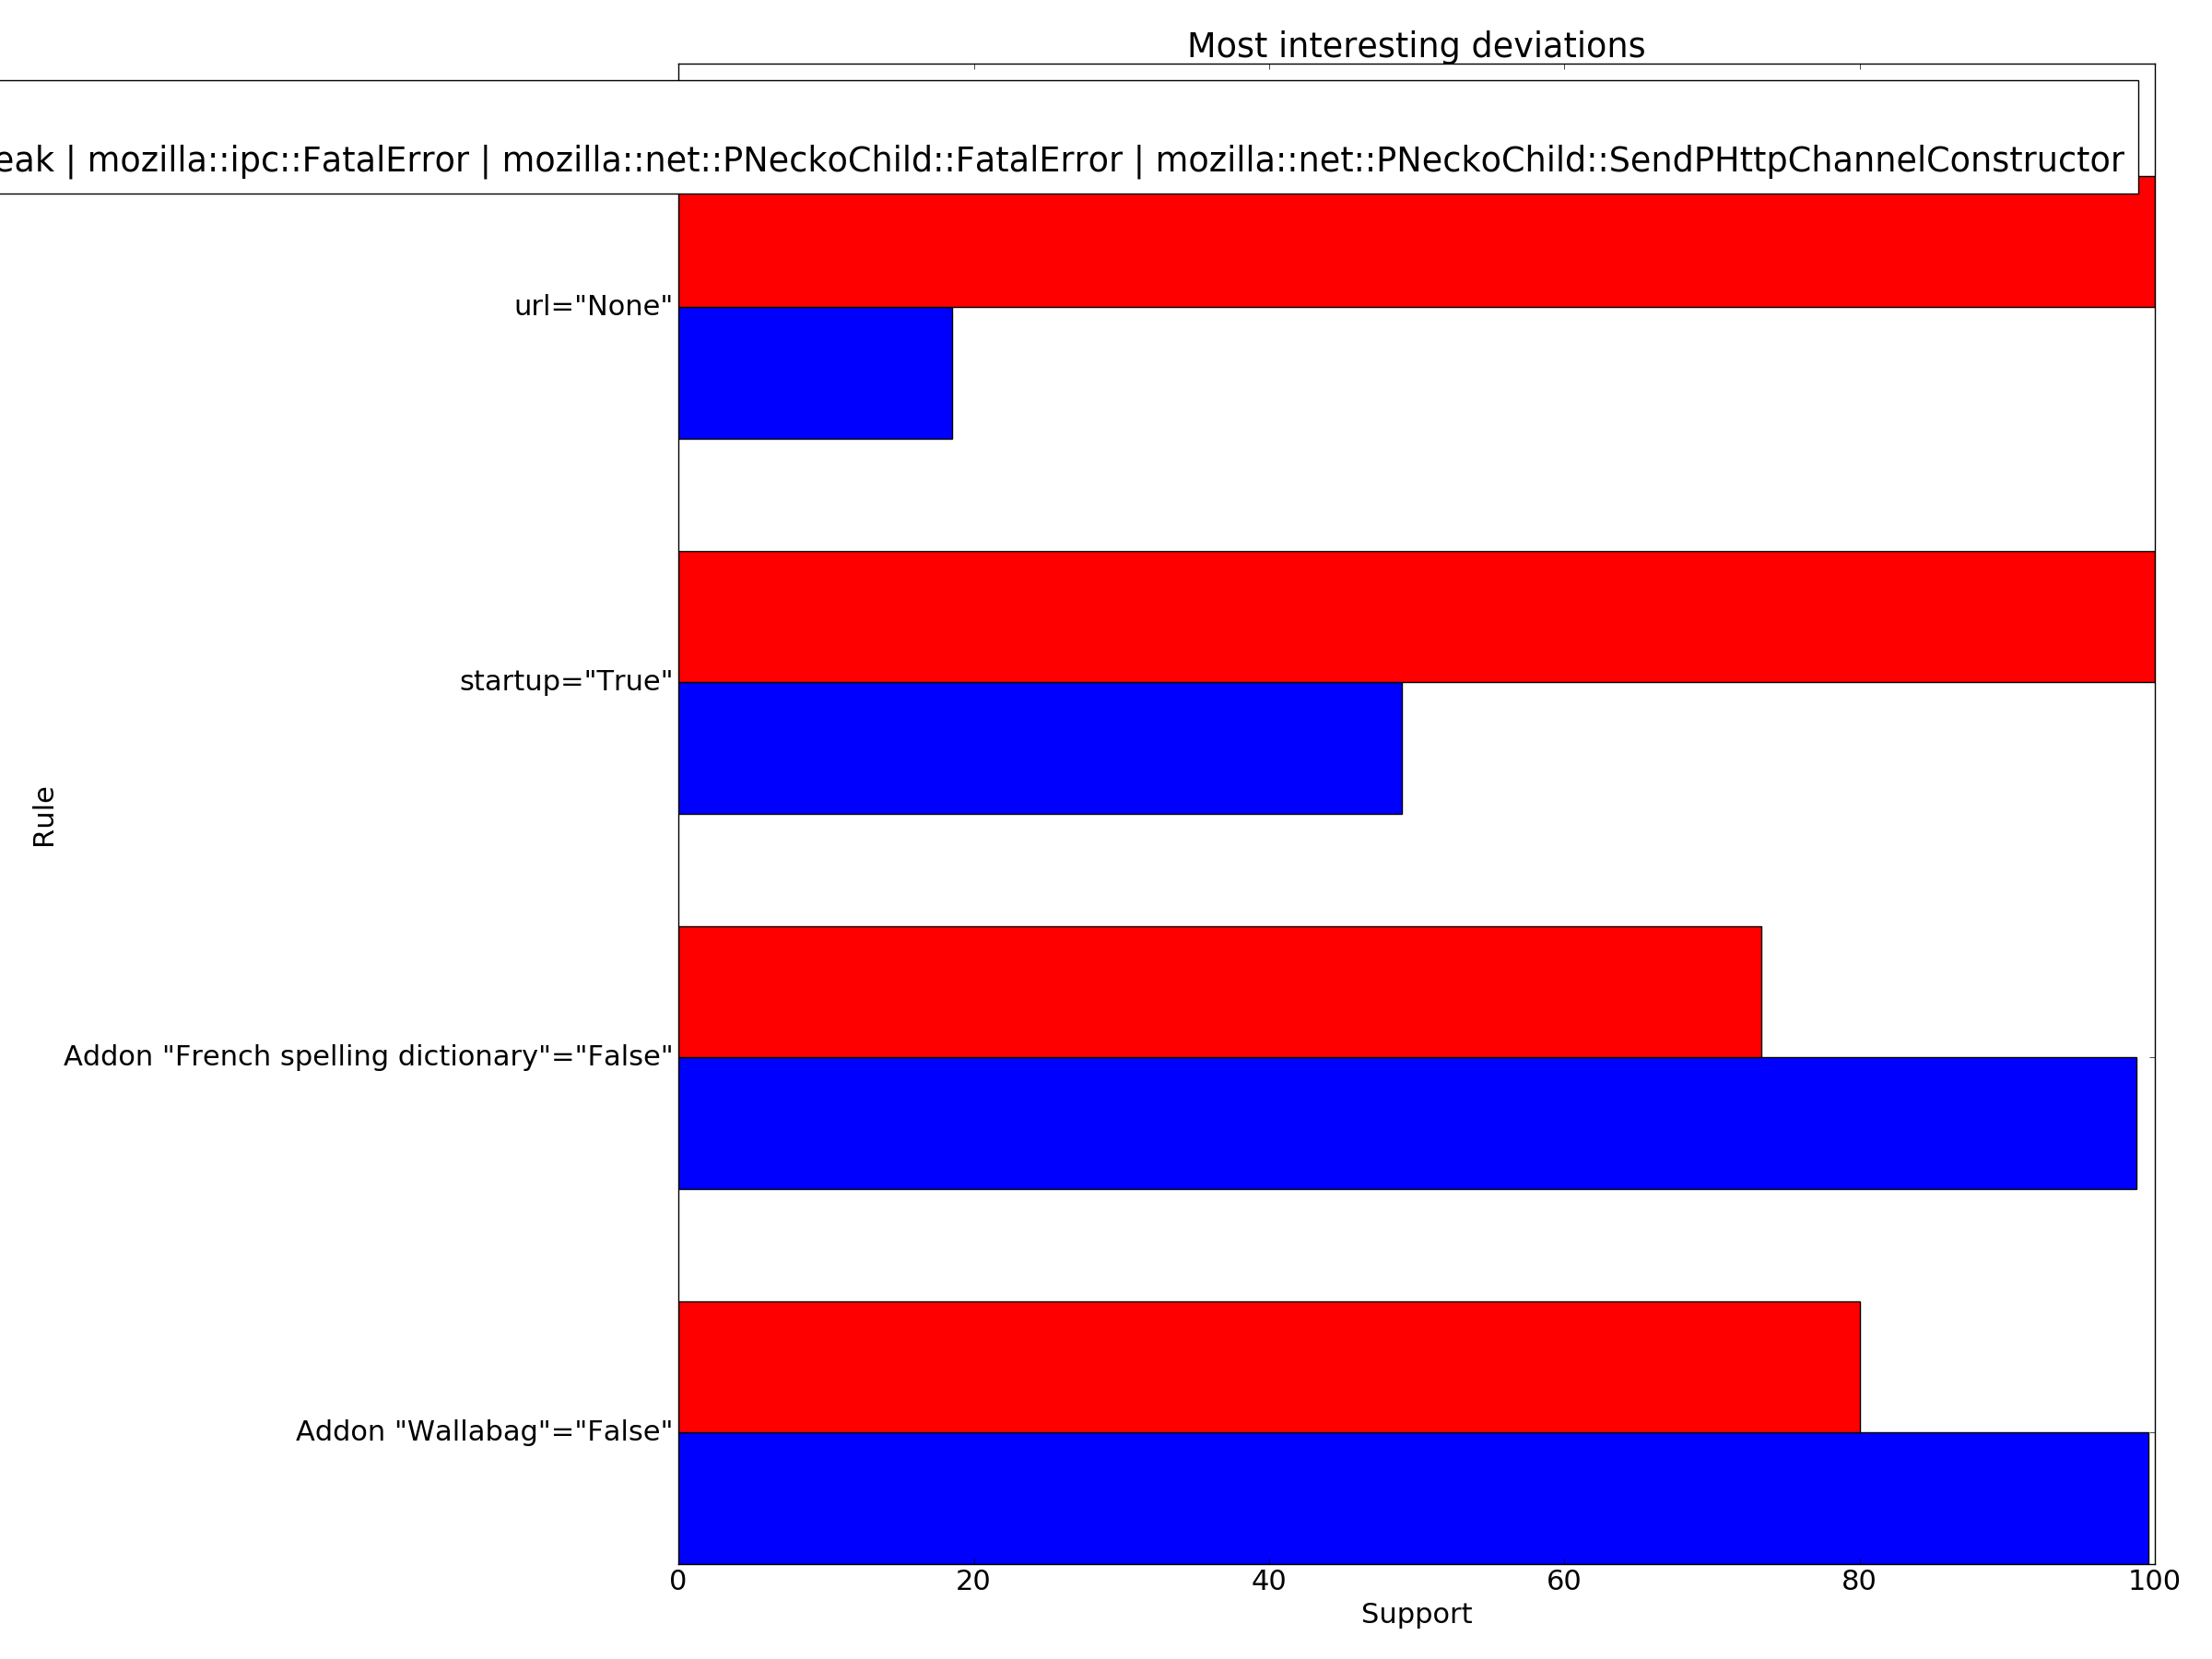 Most interesting deviations
eak | mozilla::ipc::FatalError | mozilla::net::PNeckoChild::FatalError | mozilla::net::PNeckoChild::SendPHttpChannelConstructor
url="None"
startup="True"
Rule
Addon "French spelling dictionary"="False"
Addon "Wallabag"="False"
0 20 40 60 80 100
Support